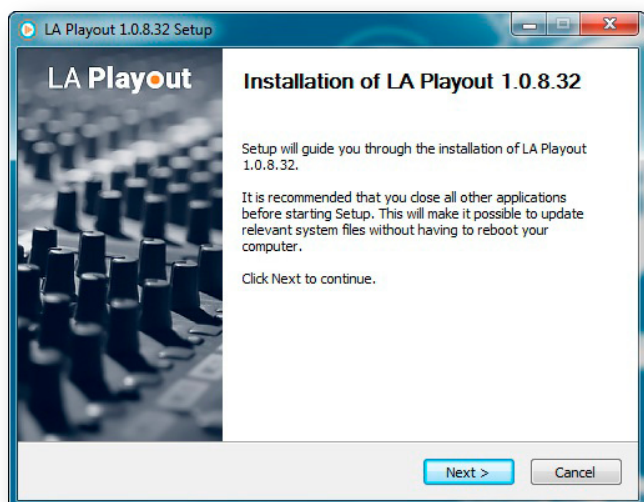 LA Playout 1.0.8.32 Setup
LA Playout
Installation of LA Playout 1.0.8.32
Setup will guide you through the installation of LA Playout
1.0.8.32.
It is recommended that you close all other applications
before starting Setup. This will make it possible to update
relevant system files without having to reboot your
computer.
Click Next to continue.
Next >
Cancel